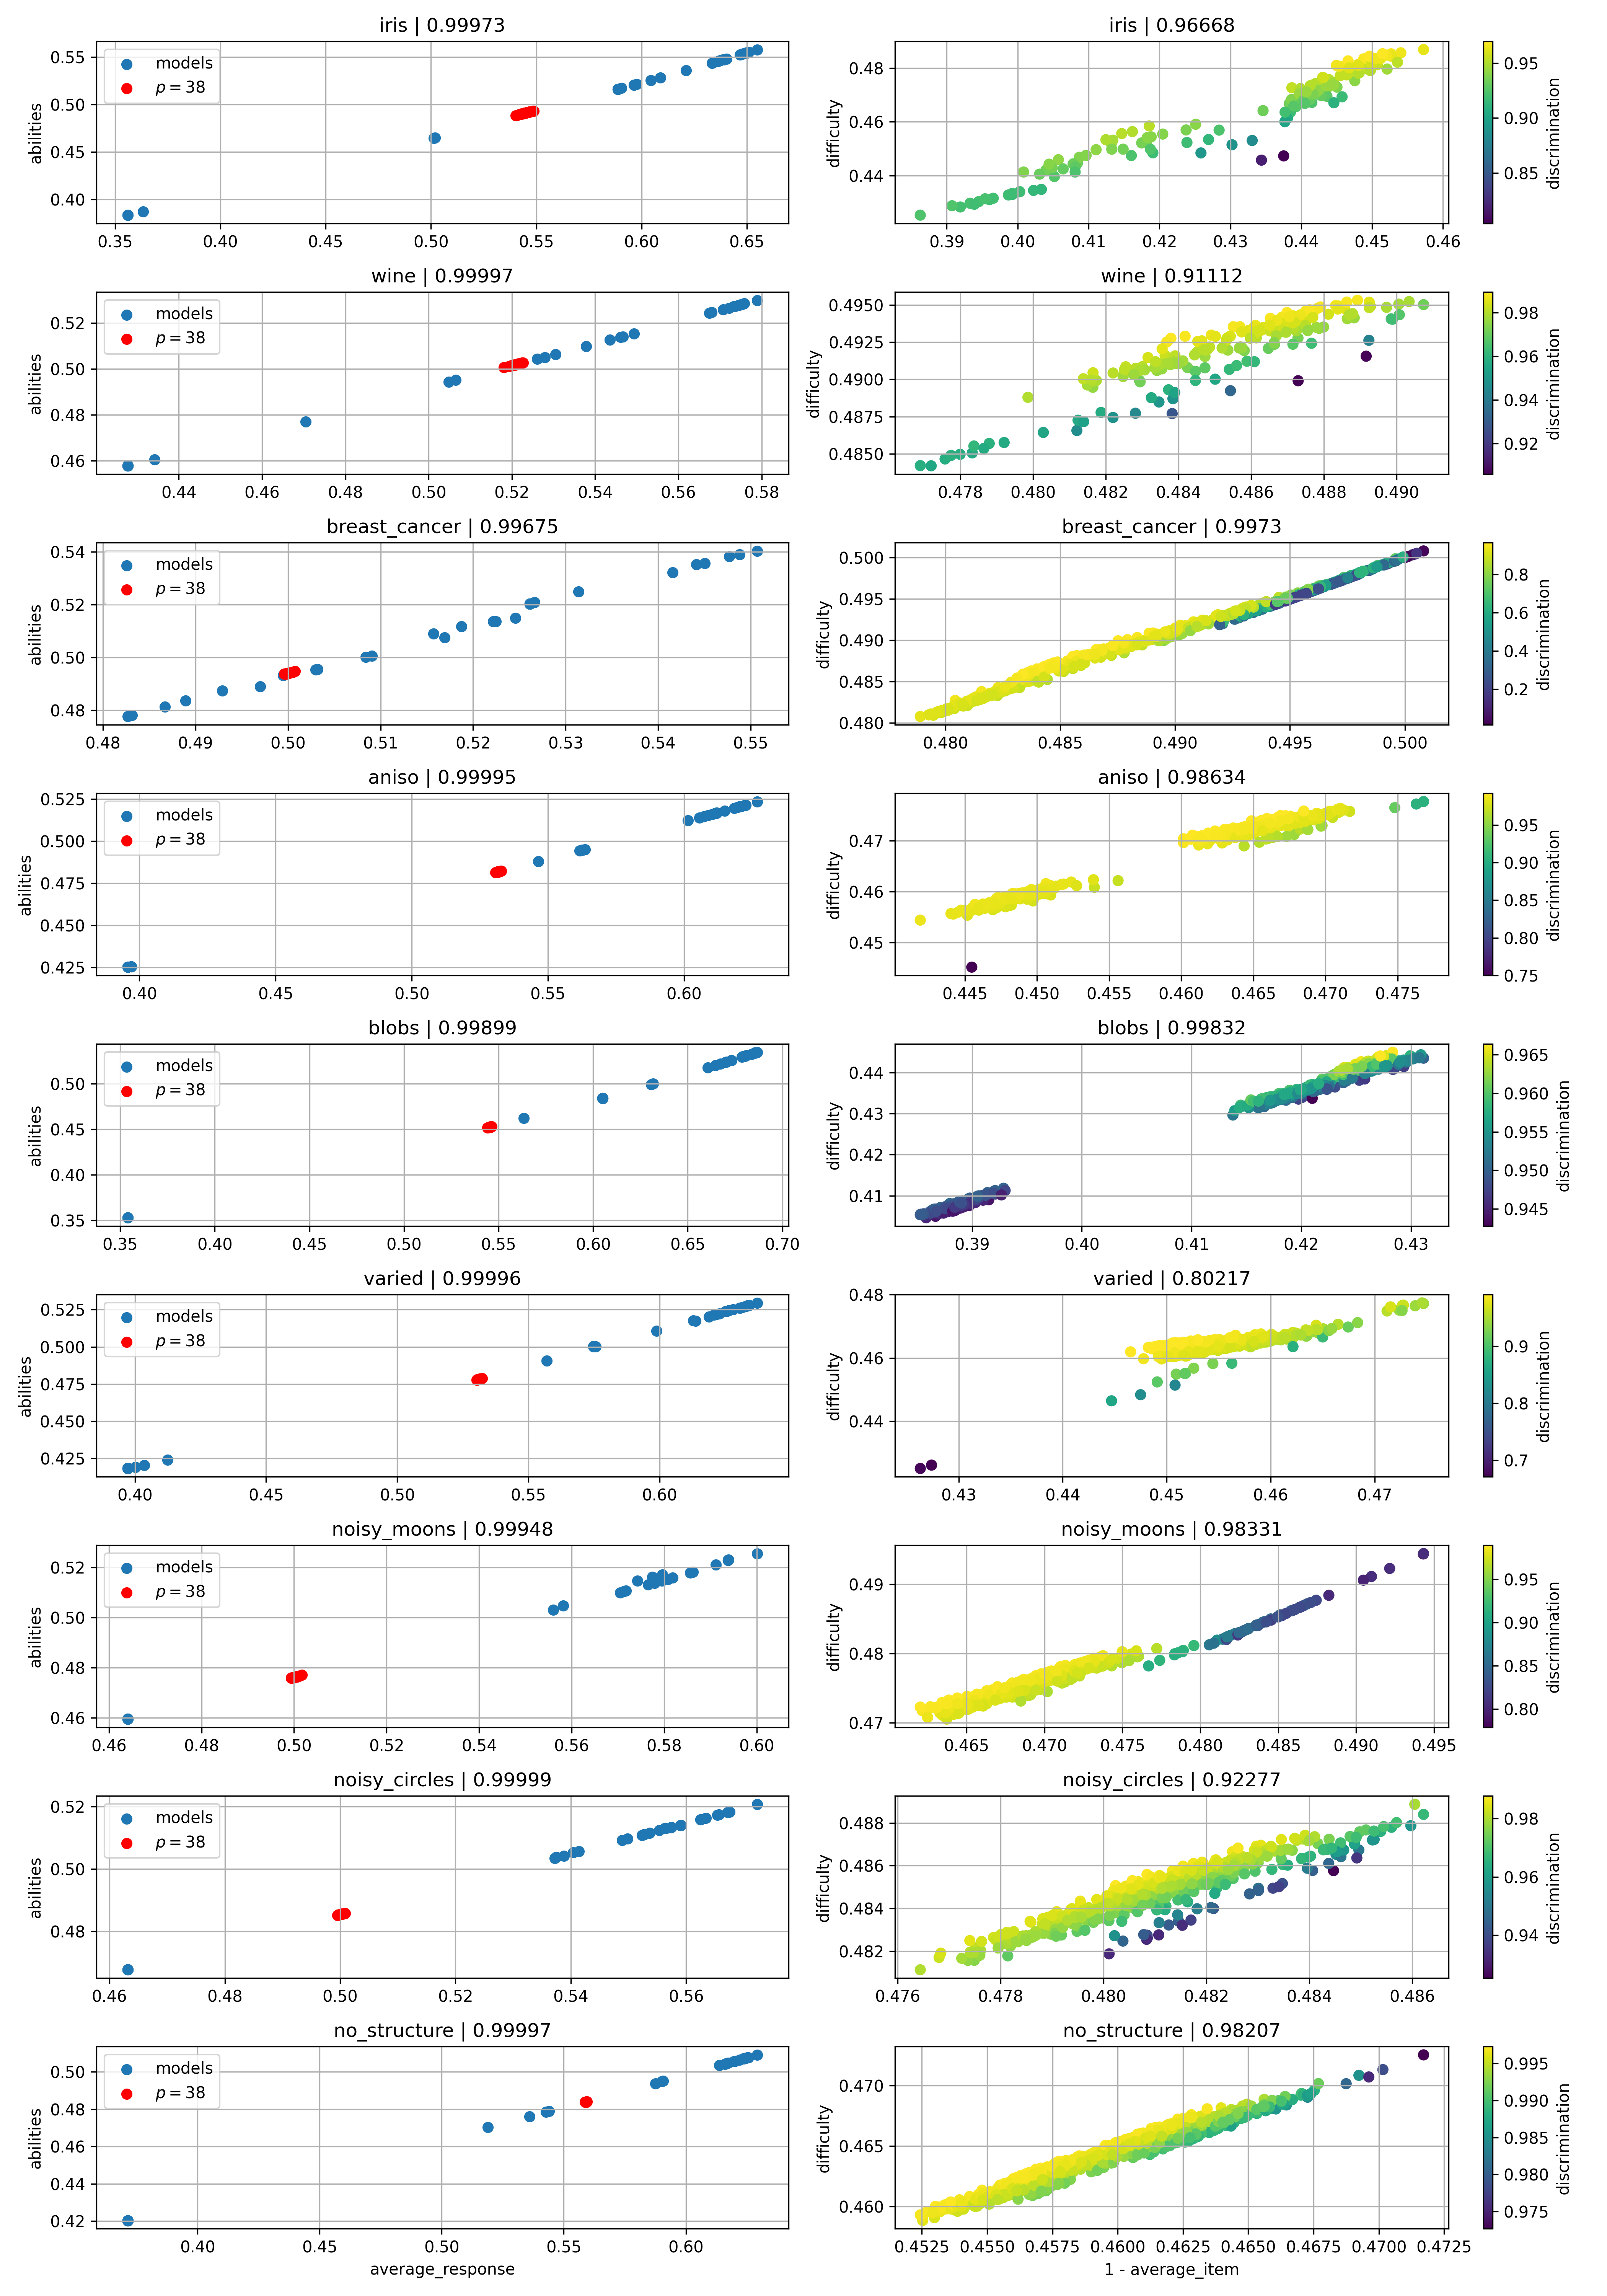 iris | 0.99973
abilities
0.55
0.50
0.45
0.40
models
p = 38
0.35 0.40 0.45 0.50 0.55 0.60 0.65
iris | 0.96668
difficulty
0.48
0.46
0.44
0.39 0.40 0.41 0.42 0.43 0.44 0.45 0.46
0.95
0.90
0.85
discrimination
wine | 0.99997
abilities
0.52
0.50
0.48
0.46
models
p = 38
0.44 0.46 0.48 0.50 0.52 0.54 0.56 0.58
wine | 0.91112
difficulty
0.4950
0.4925
0.4900
0.4875
0.4850
0.478 0.480 0.482 0.484 0.486 0.488 0.490
0.98
0.96
0.94
0.92
discrimination
breast_cancer | 0.99675
abilities
0.54
0.52
0.50
0.48
models
p = 38
0.48 0.49 0.50 0.51 0.52 0.53 0.54 0.55
breast_cancer | 0.9973
difficulty
0.500
0.495
0.490
0.485
0.480
0.480 0.485 0.490 0.495 0.500
0.8
0.6
0.4
0.2
discrimination
aniso | 0.99995
abilities
0.525
0.500
0.475
0.450
0.425
models
p = 38
0.40 0.45 0.50 0.55 0.60
aniso | 0.98634
difficulty
0.47
0.46
0.45
0.445 0.450 0.455 0.460 0.465 0.470 0.475
0.95
0.90
0.85
0.80
0.75
discrimination
blobs | 0.99899
abilities
0.50
0.45
0.40
0.35
models
p = 38
0.35 0.40 0.45 0.50 0.55 0.60 0.65 0.70
blobs | 0.99832
difficulty
0.44
0.43
0.42
0.41
0.39 0.40 0.41 0.42 0.43
0.965
0.960
0.955
0.950
0.945
discrimination
varied | 0.99996
abilities
0.525
0.500
0.475
0.450
0.425
models
p = 38
0.40 0.45 0.50 0.55 0.60
varied | 0.80217
difficulty
0.48
0.46
0.44
0.43 0.44 0.45 0.46 0.47
0.9
0.8
0.7
discrimination
noisy_moons | 0.99948
abilities
0.52
0.50
0.48
0.46
models
p = 38
0.46 0.48 0.50 0.52 0.54 0.56 0.58 0.60
noisy_moons | 0.98331
difficulty
0.49
0.48
0.47
0.465 0.470 0.475 0.480 0.485 0.490 0.495
0.95
0.90
0.85
0.80
discrimination
noisy_circles | 0.99999
abilities
0.52
0.50
0.48
models
p = 38
0.46 0.48 0.50 0.52 0.54 0.56
noisy_circles | 0.92277
difficulty
0.488
0.486
0.484
0.482
0.476 0.478 0.480 0.482 0.484 0.486
0.98
0.96
0.94
discrimination
no_structure | 0.99997
abilities
0.50
0.48
0.46
0.44
0.42
models
p = 38
0.40 0.45 0.50 0.55 0.60
average_response
no_structure | 0.98207
difficulty
0.470
0.465
0.460
0.4525 0.4550 0.4575 0.4600 0.4625 0.4650 0.4675 0.4700 0.4725
1 - average_item
0.995
0.990
0.985
0.980
0.975
discrimination